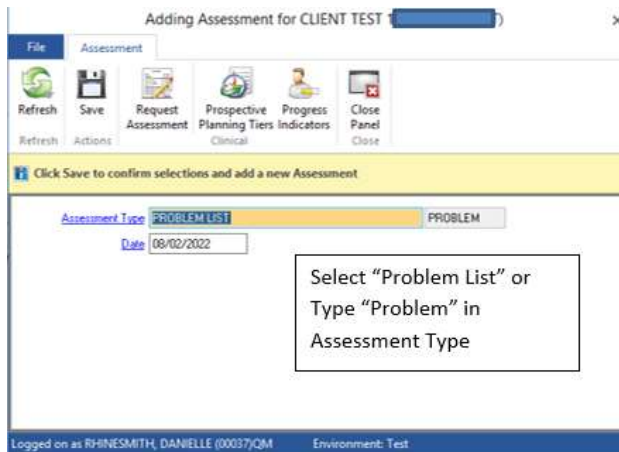 Adding Assessment for CLIENT TEST
File Assessment
Refresh Save Request Assessment Prospective Planning Tiers Progress Indicators Close Panel
Refresh Actions Clinical Close
Click Save to confirm selections and add a new Assessment
Assessment Type PROBLEM LIST PROBLEM
Date 08/02/2022
Select “Problem List” or
Type “Problem” in
Assessment Type
Logged on as RHINESMITH, DANIELLE (00037)QM Environment: Test